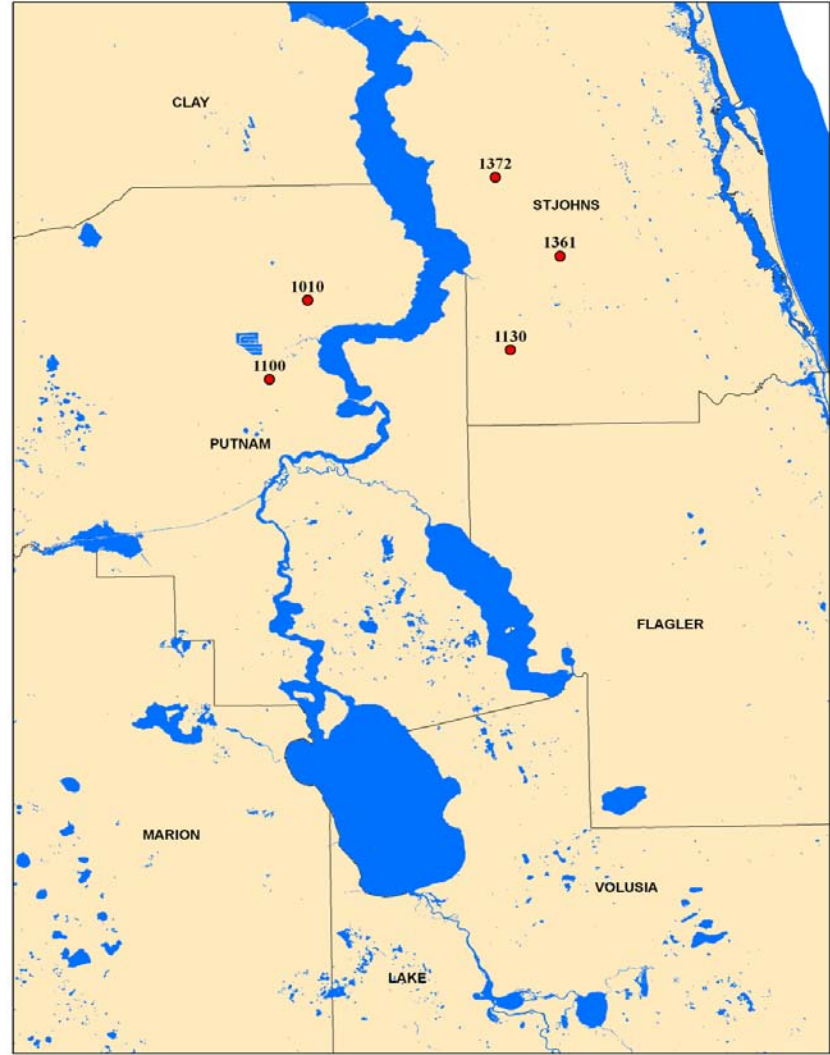 CLAY
1372
STJOHNS
1361
1010
1130
1100
PUTNAM
FLAGLER
MARION
VOLUSIA
LAKE